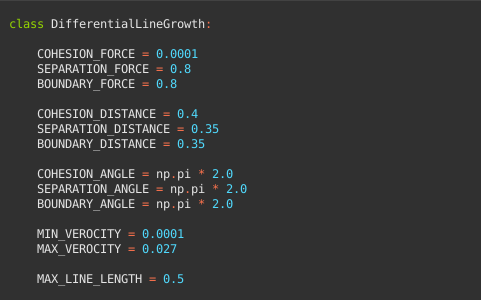 class DifferentialLineGrowth:
COHESION_FORCE = 0.0001
SEPARATION_FORCE = 0.8
BOUNDARY_FORCE = 0.8
COHESION_DISTANCE = 0.4
SEPARATION_DISTANCE = 0.35
BOUNDARY_DISTANCE = 0.35
COHESION_ANGLE = np.pi * 2.0
SEPARATION_ANGLE = np.pi * 2.0
BOUNDARY_ANGLE = np.pi * 2.0
MIN_VEROCITY = 0.0001
MAX_VEROCITY = 0.027
MAX_LINE_LENGTH = 0.5